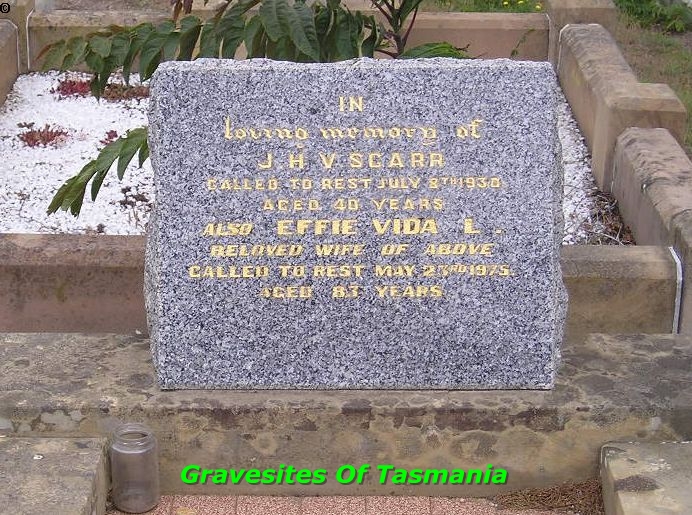 ©
IN
loving memory of
J. H. V. SCARR
CALLED TO REST JULY 8TH 1930
AGED 40 YEARS
ALSO EFFIE VIDA L.
BELOVED WIFE OF ABOVE
CALLED TO REST MAY 23RD 1975.
AGED 83 YEARS
Gravesites Of Tasmania